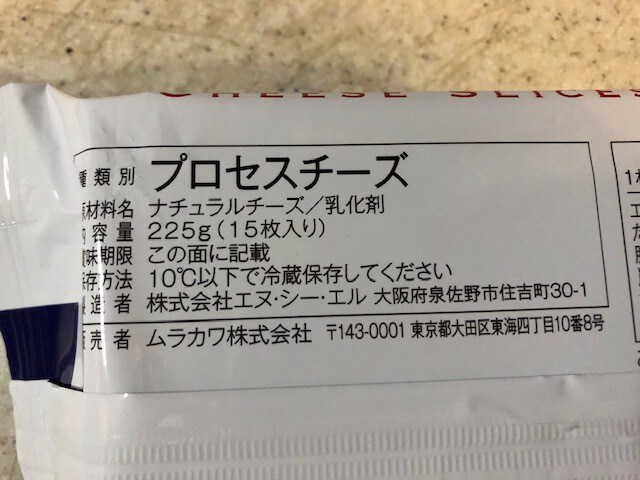 CHEESE SLICES
種類別 プロセスチーズ
原材料名 ナチュラルチーズ／乳化剤
内容量 225g(15枚入り)
賞味期限 この面に記載
保存方法 10℃以下で冷蔵保存してください
製造者 株式会社エヌ・シー・エル 大阪府泉佐野市住吉町30-1
販売者 ムラカワ株式会社 〒143-0001 東京都大田区東海四丁目10番8号